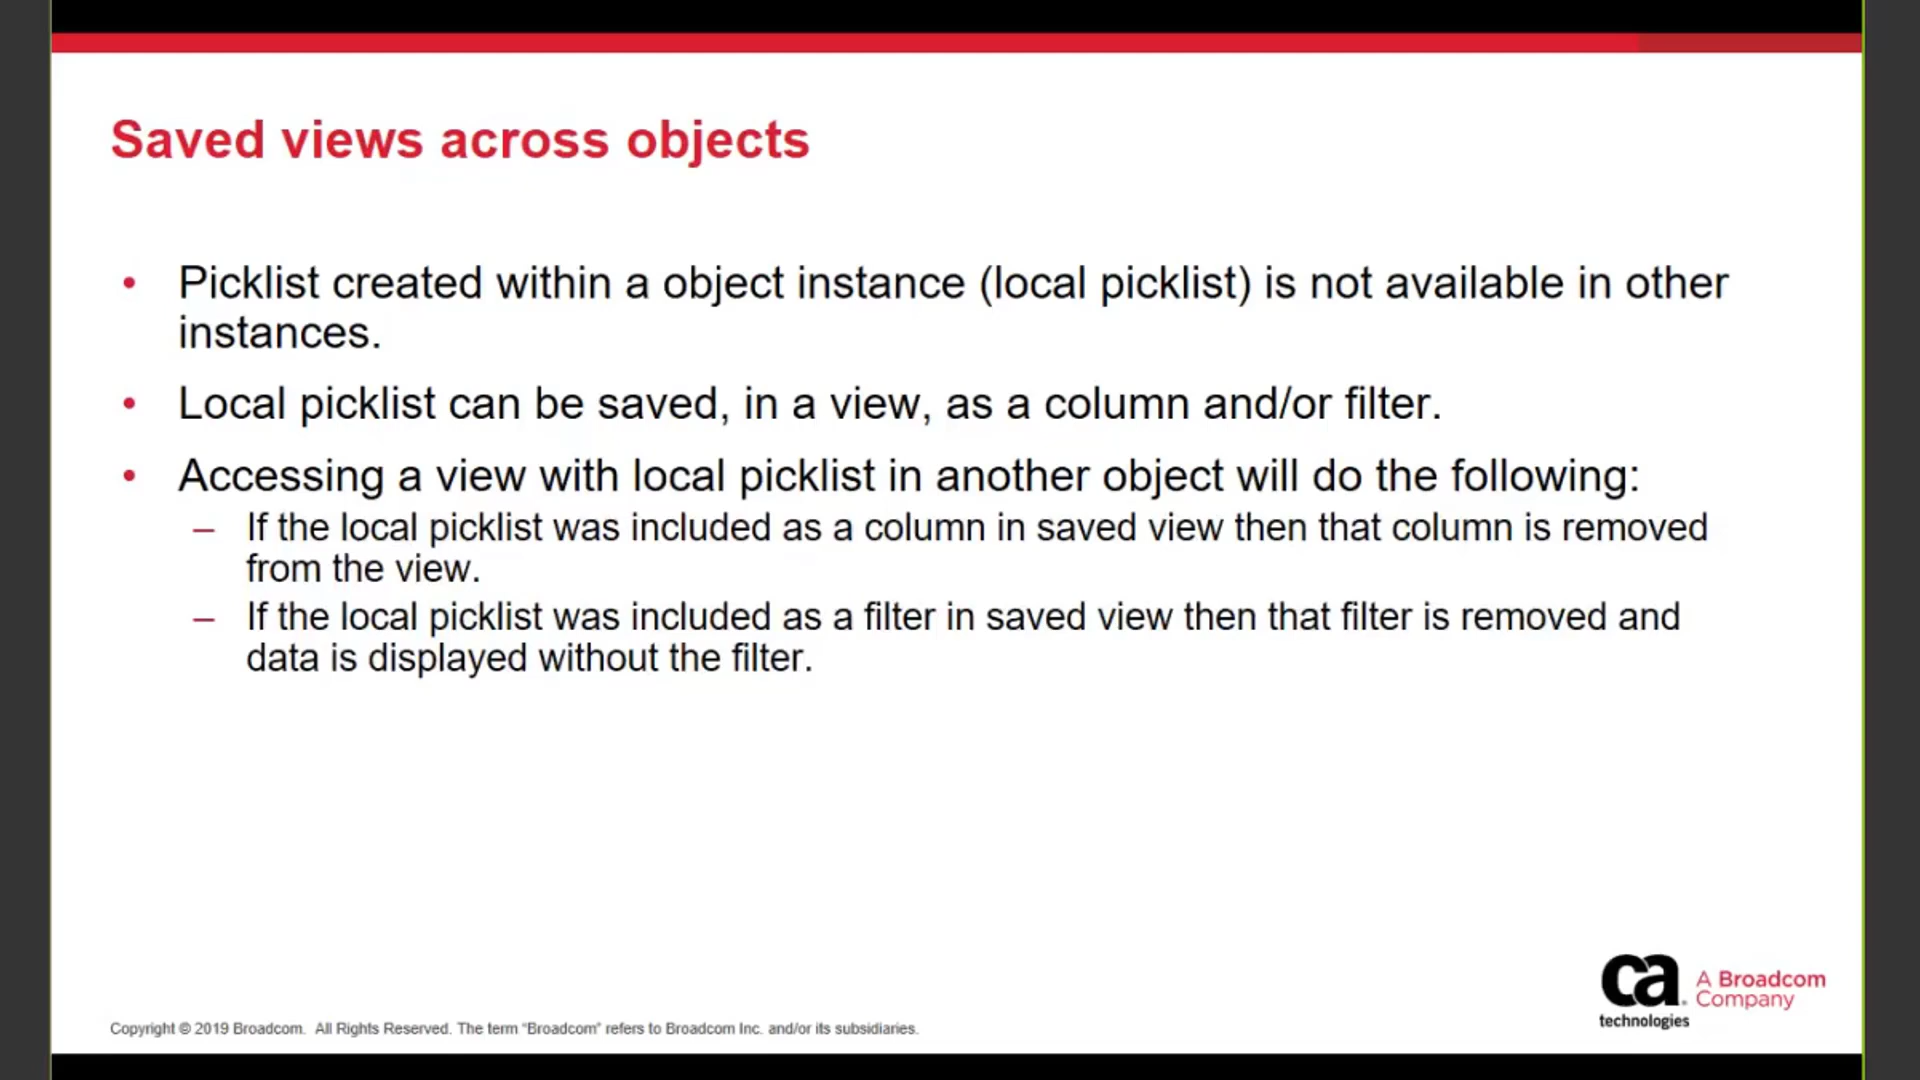 Saved views across objects
• Picklist created within a object instance (local picklist) is not available in other
instances.
• Local picklist can be saved, in a view, as a column and/or filter.
• Accessing a view with local picklist in another object will do the following:
– If the local picklist was included as a column in saved view then that column is removed
from the view.
– If the local picklist was included as a filter in saved view then that filter is removed and
data is displayed without the filter.
ca
technologies
A Broadcom
Company
Copyright © 2019 Broadcom. All Rights Reserved. The term “Broadcom” refers to Broadcom Inc. and/or its subsidiaries.